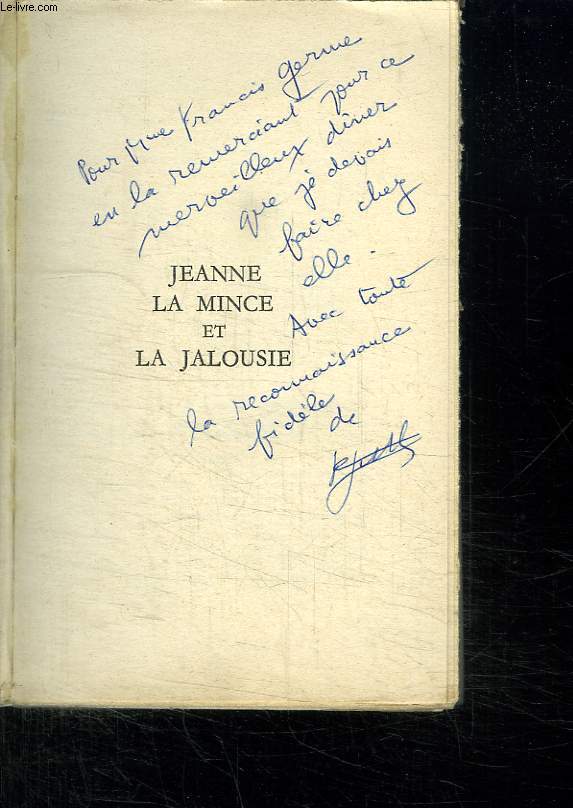 Le-livre.com
Pour Mme Francis Germe
en la remerciant pour ce
merveilleux dîner
que je devais
faire chez
elle.
JEANNE
LA MINCE
ET
LA JALOUSIE
Avec toute
la reconnaissance
fidèle
de